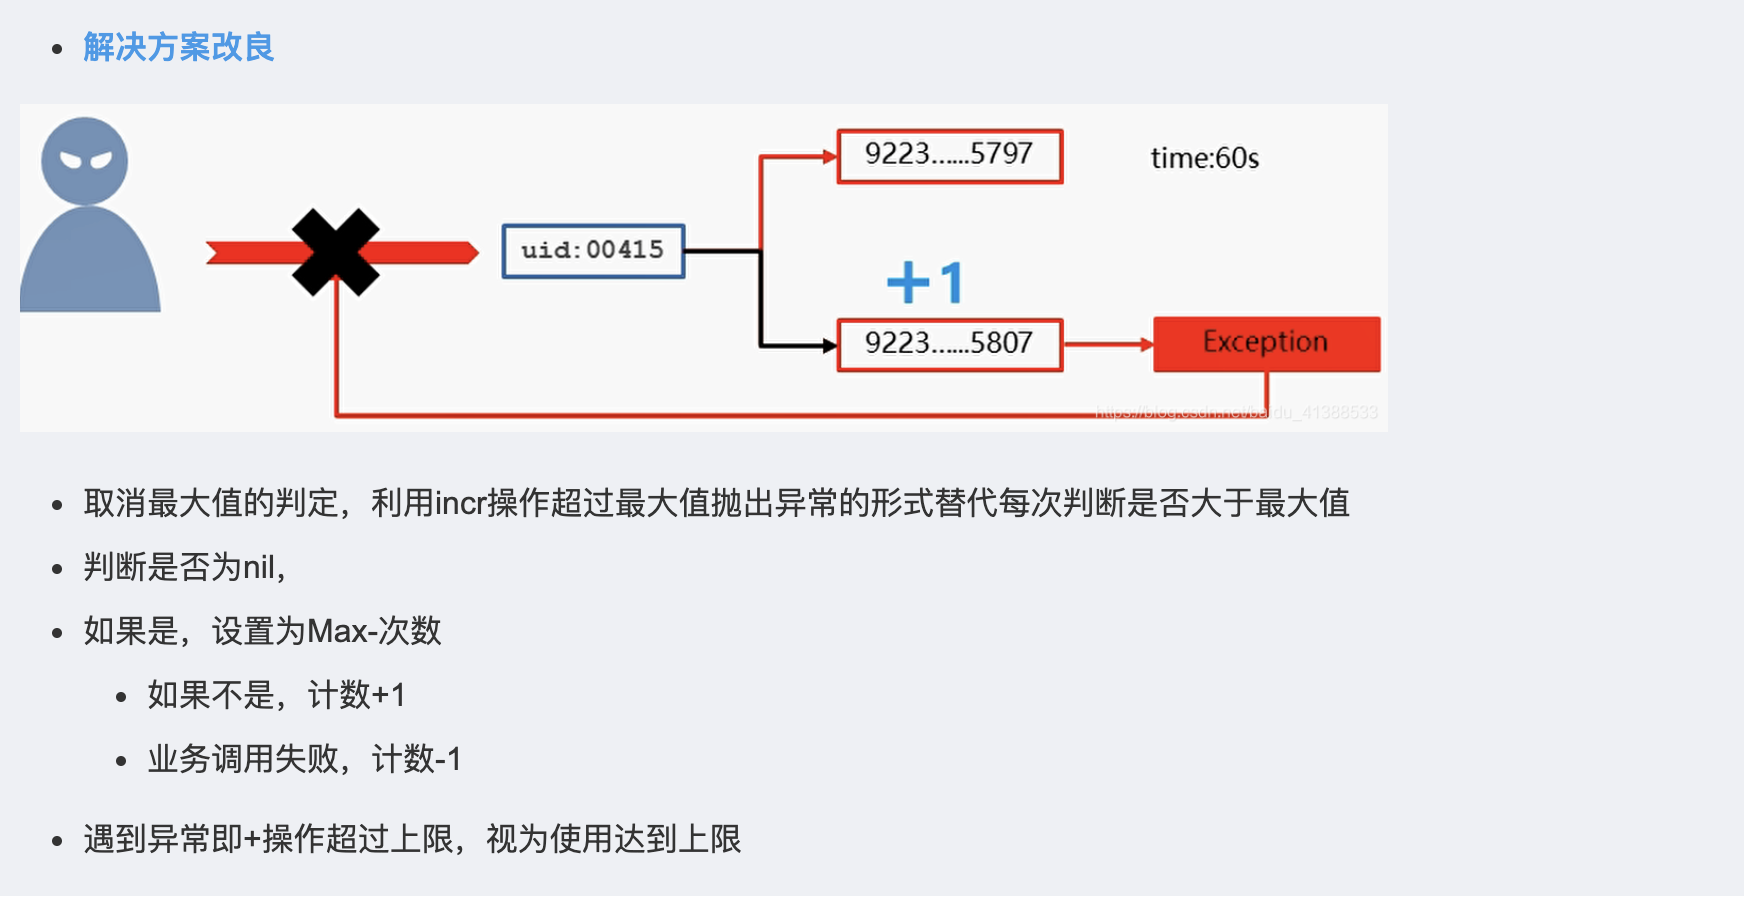 解决方案改良
9223......5797
time:60s
uid:00415
+1
9223......5807
Exception
https://blog.csdn.net/baidu_41388533
取消最大值的判定，利用incr操作超过最大值抛出异常的形式替代每次判断是否大于最大值
判断是否为nil，
如果是，设置为Max-次数
如果不是，计数+1
业务调用失败，计数-1
遇到异常即+操作超过上限，视为使用达到上限